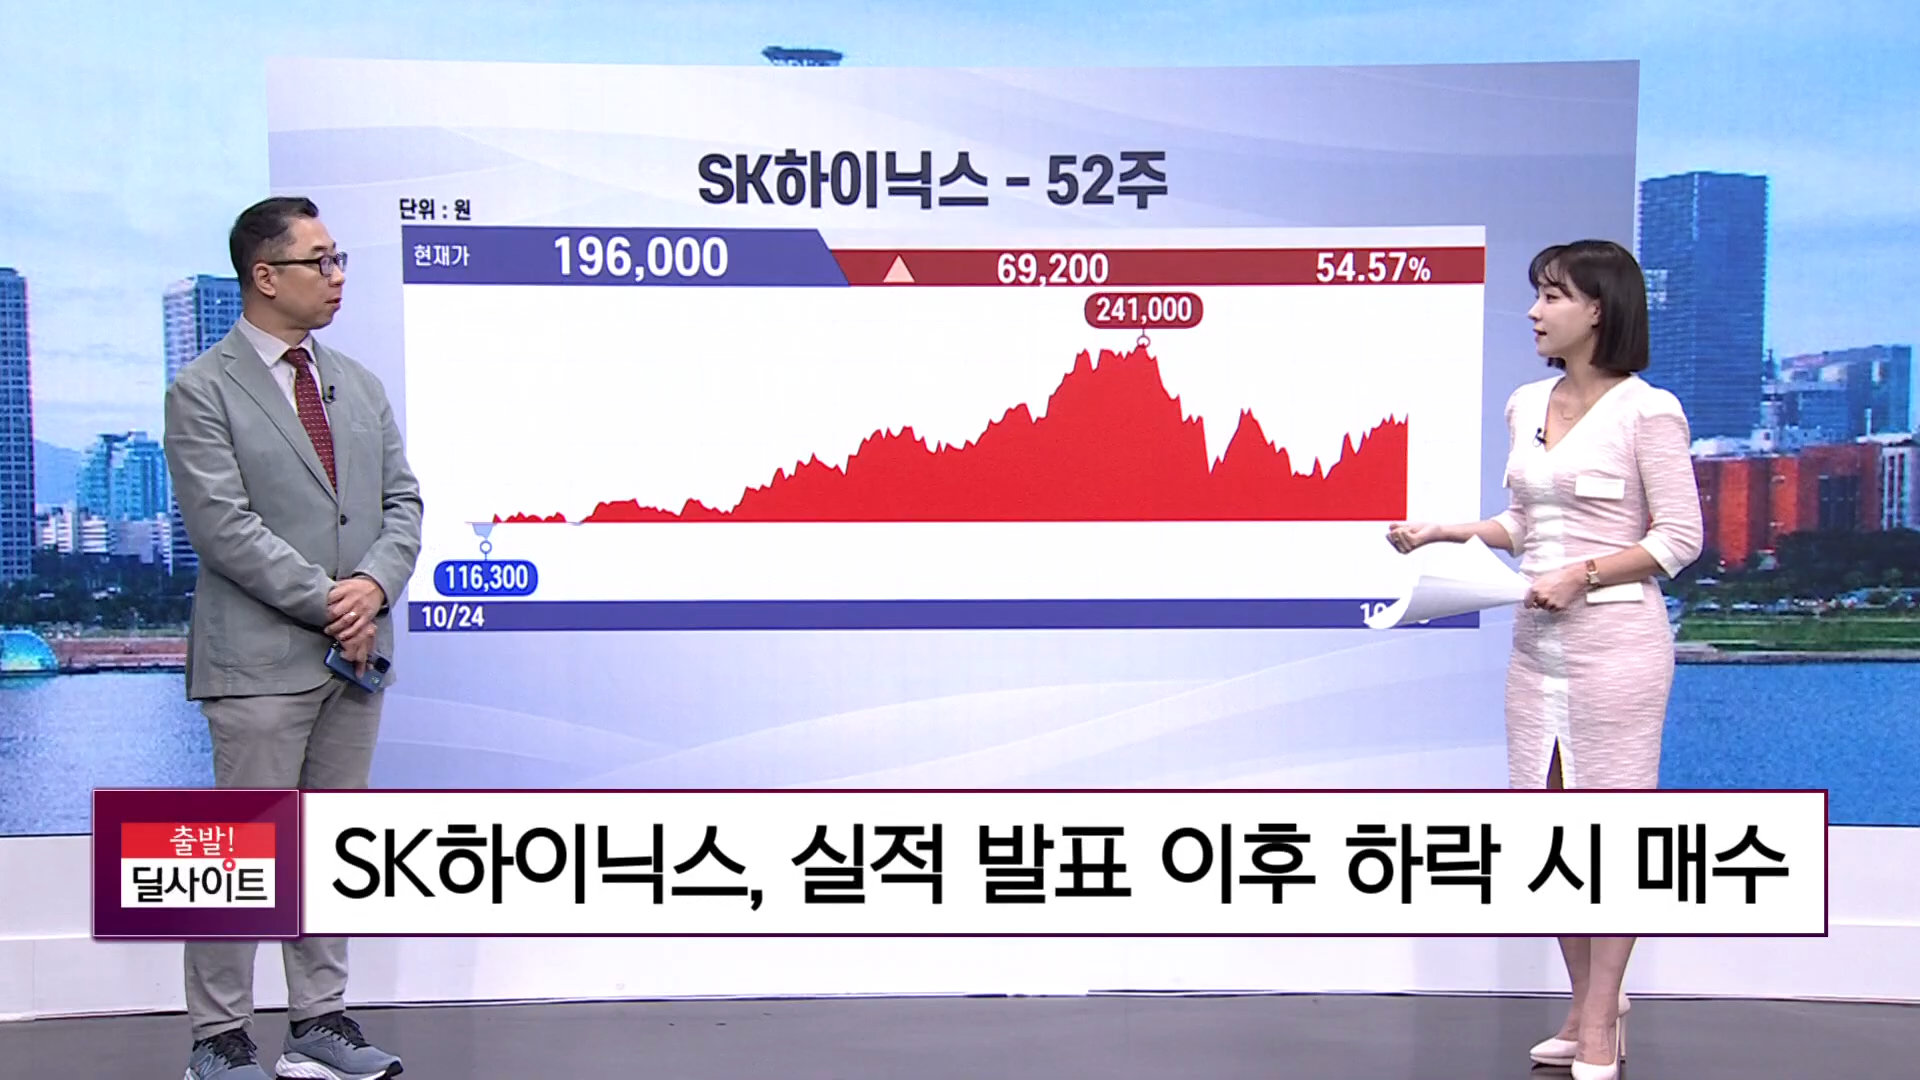 SK하이닉스 - 52주
단위 : 원
현재가 196,000 ▲ 69,200 54.57%
241,000
116,300
10/24
출발!
딜사이트
SK하이닉스, 실적 발표 이후 하락 시 매수